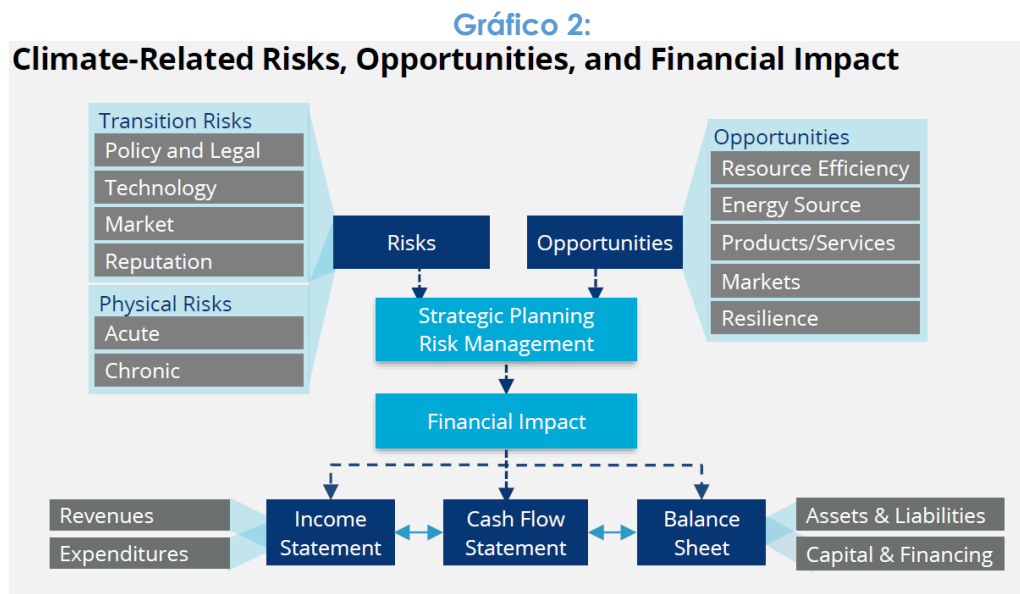 Gráfico 2:
Climate-Related Risks, Opportunities, and Financial Impact
Transition Risks
Policy and Legal
Technology
Market
Reputation
Physical Risks
Acute
Chronic
Risks
Opportunities
Opportunities
Resource Efficiency
Energy Source
Products/Services
Markets
Resilience
Strategic Planning
Risk Management
Financial Impact
Revenues
Expenditures
Income
Statement
Cash Flow
Statement
Balance
Sheet
Assets & Liabilities
Capital & Financing